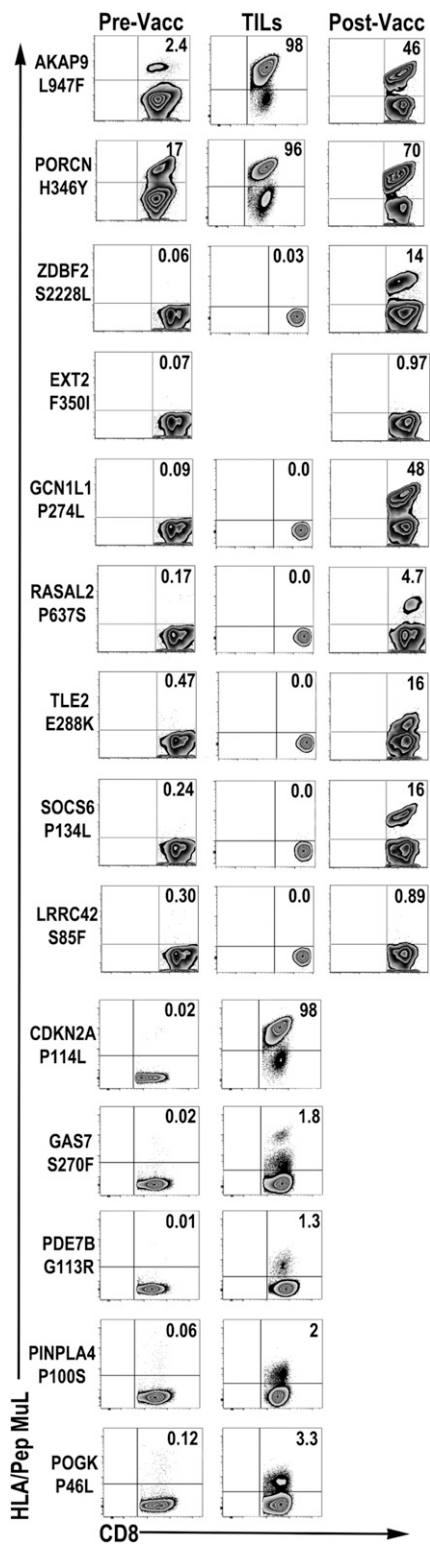 Pre-Vacc TILs Post-Vacc
AKAP9
L947F
2.4 98 46
PORCN
H346Y
17 96 70
ZDBF2
S2228L
0.06 0.03 14
EXT2
F350I
0.07 0.97
GCN1L1
P274L
0.09 0.0 48
RASAL2
P637S
0.17 0.0 4.7
TLE2
E288K
0.47 0.0 16
SOCS6
P134L
0.24 0.0 16
LRRC42
S85F
0.30 0.0 0.89
CDKN2A
P114L
0.02 98
GAS7
S270F
0.02 1.8
PDE7B
G113R
0.01 1.3
PINPLA4
P100S
0.06 2
POGK
P46L
0.12 3.3
HLA/Pep MuL
CD8